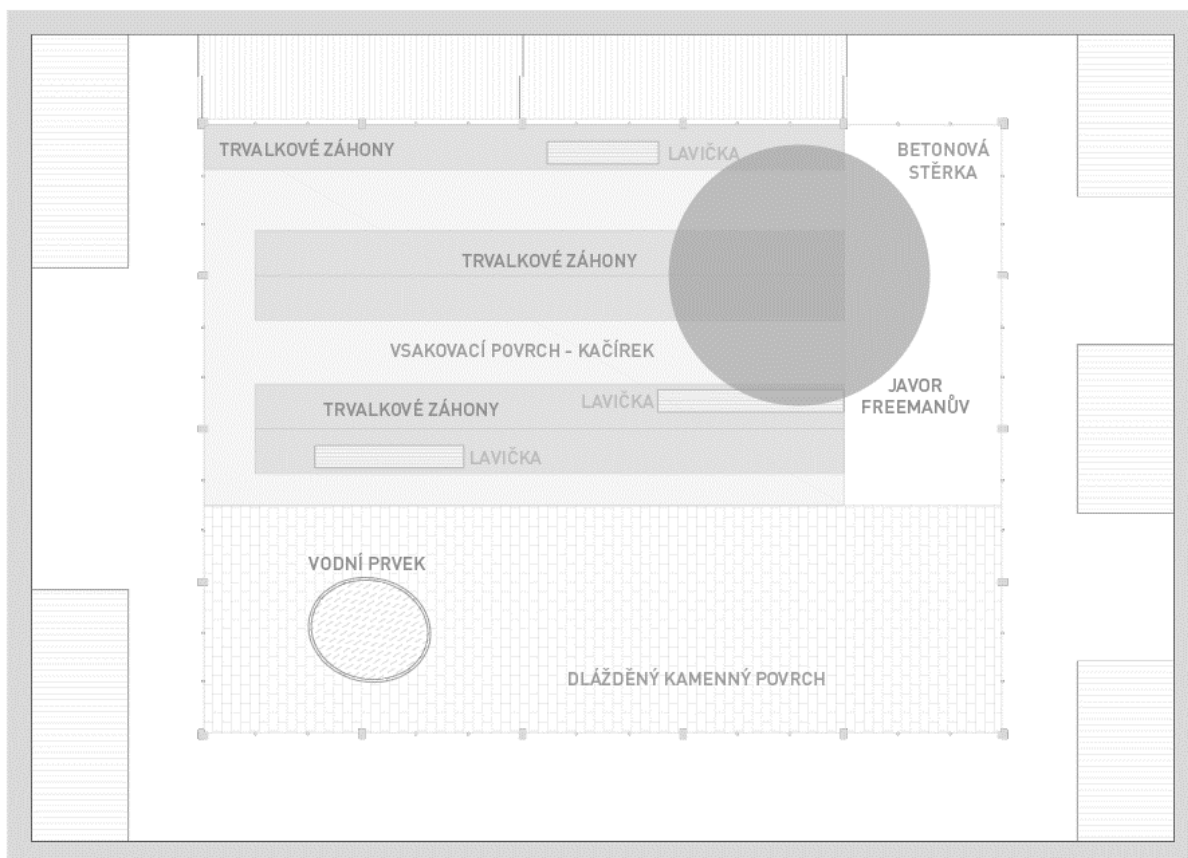 TRVALKOVÉ ZÁHONY
LAVIČKA
BETONOVÁ
STĚRKA
TRVALKOVÉ ZÁHONY
VSAKOVACÍ POVRCH - KAČÍREK
JAVOR
FREEMANŮV
TRVALKOVÉ ZÁHONY
LAVIČKA
LAVIČKA
VODNÍ PRVEK
DLÁŽDĚNÝ KAMENNÝ POVRCH